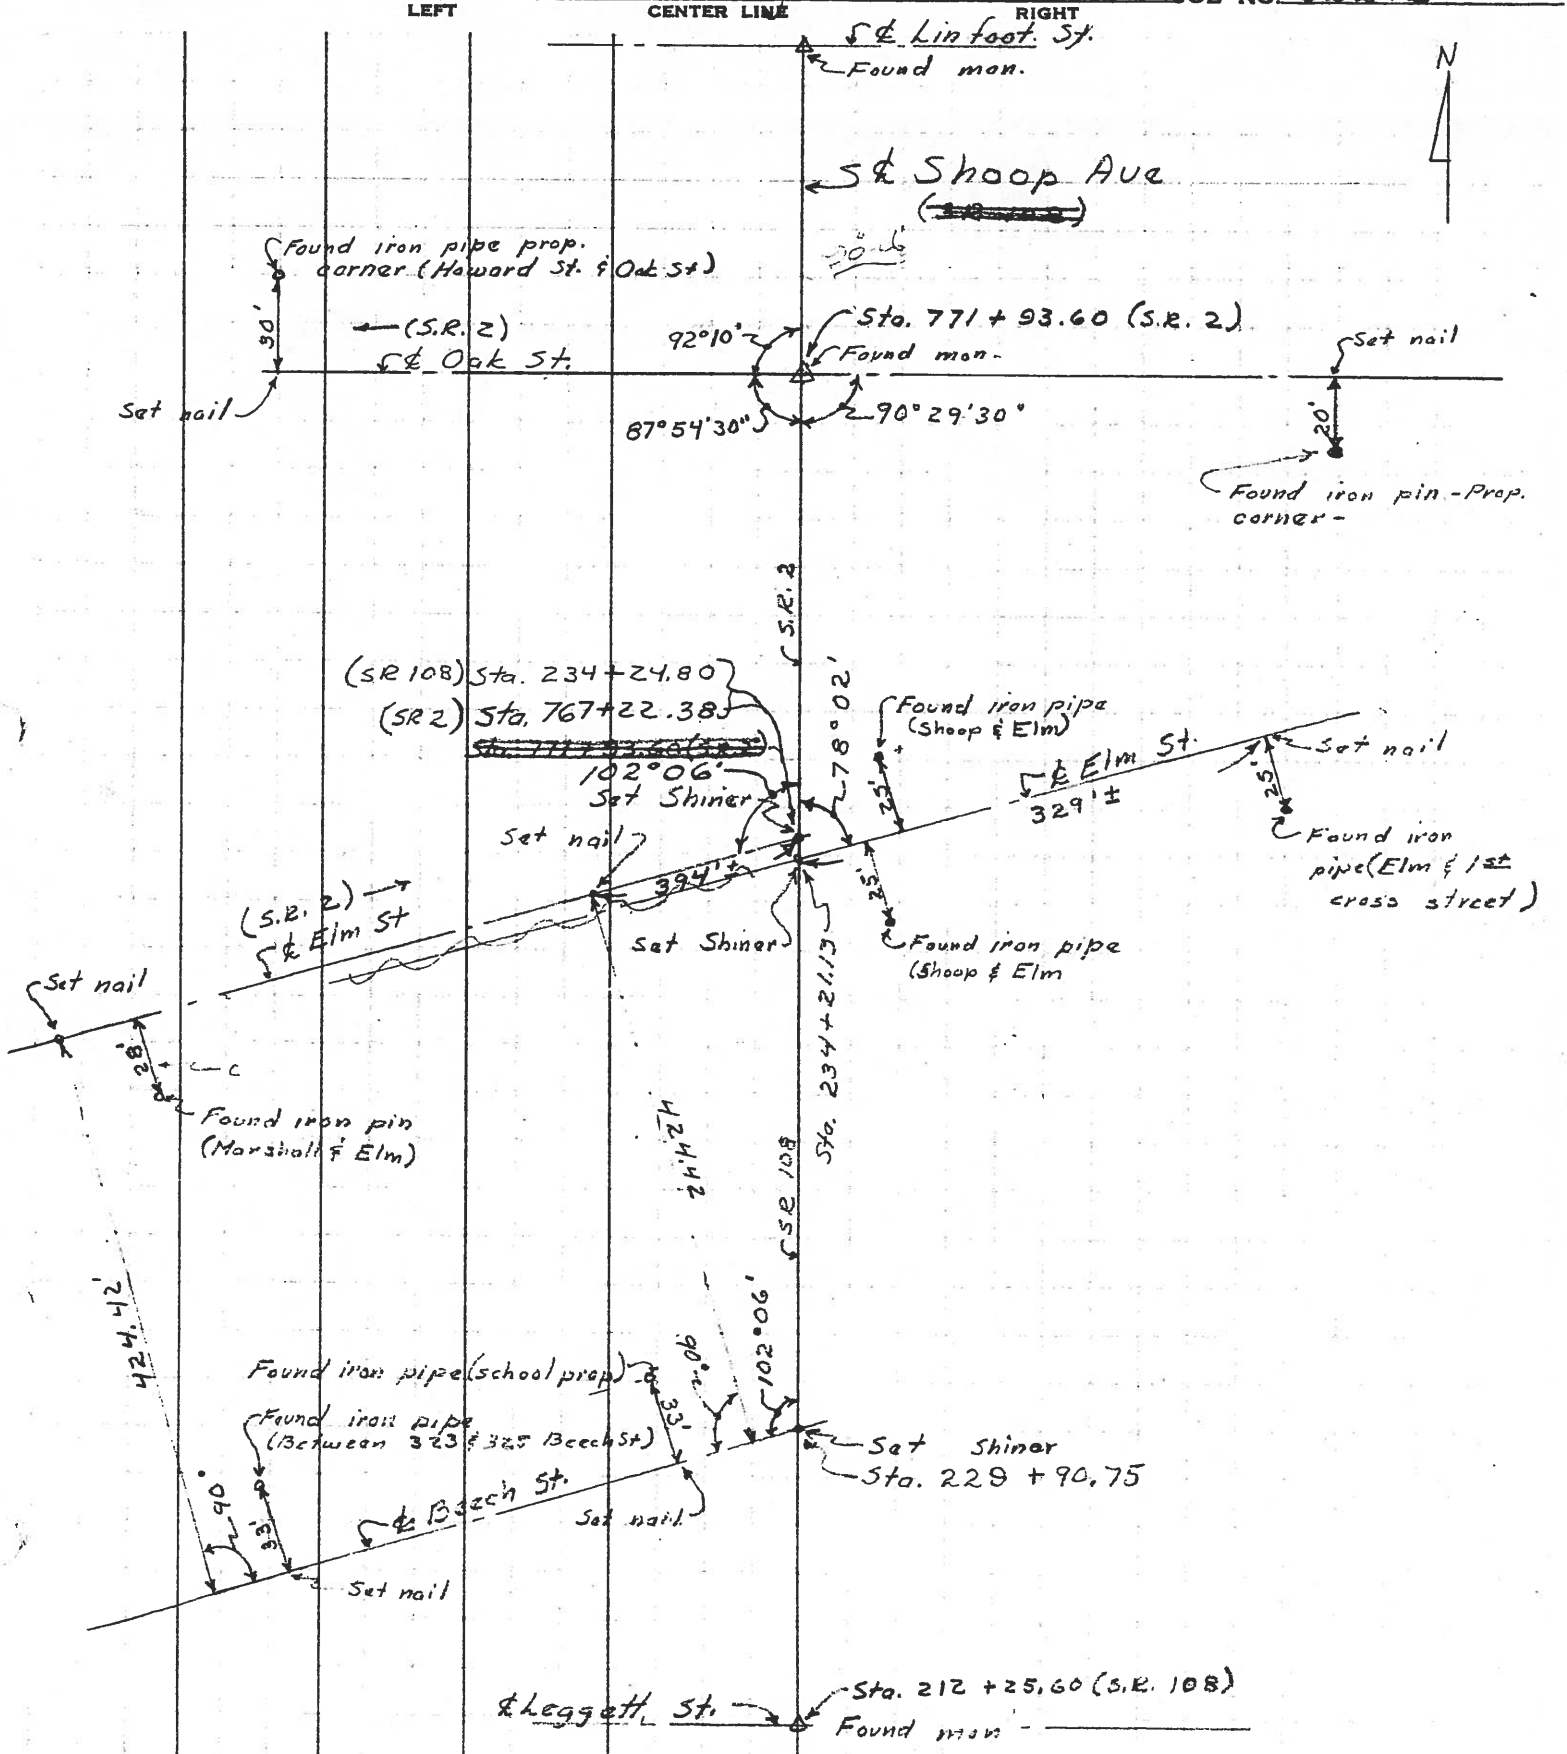 LEFT CENTER LINE RIGHT
℄ Linfoot. St.
Found mon.
N
℄ Shoop Ave
Found iron pipe prop.
corner (Howard St. & Oak St)
30'
(S.R. 2)
℄ Oak St.
Set nail
92°10'
Sta. 771 + 93.60 (S.R. 2)
Found mon.
87°54'30"
90°29'30"
Set nail
20'
Found iron pin - Prop.
corner -
S.R. 2
(SR 108) Sta. 234+24.80
(SR 2) Sta. 767+22.38
Sta. 771+93.60 (S.R. 2)
102°06'
Set Shiner
78°02'
Found iron pipe
(Shoop & Elm)
25'
℄ Elm St.
329'±
Set nail
25'
Found iron
pipe (Elm & 1st
cross street)
Set nail
394'±
(S.R. 2)
℄ Elm St
Set Shiner
25'
Found iron pipe
(Shoop & Elm
Sta. 234+21.13
Set nail
28'
C
Found iron pin
(Marshall & Elm)
424.42
SR 108
424.42'
102°06'
90°
Found iron pipe (school prop)
33'
Found iron pipe
(Between 323 & 325 Beech St)
Set Shiner
Sta. 229 + 90.75
90°
33'
℄ Beech St.
Set nail
Set nail
℄ Leggett St.
Sta. 212 + 25.60 (S.R. 108)
Found mon -